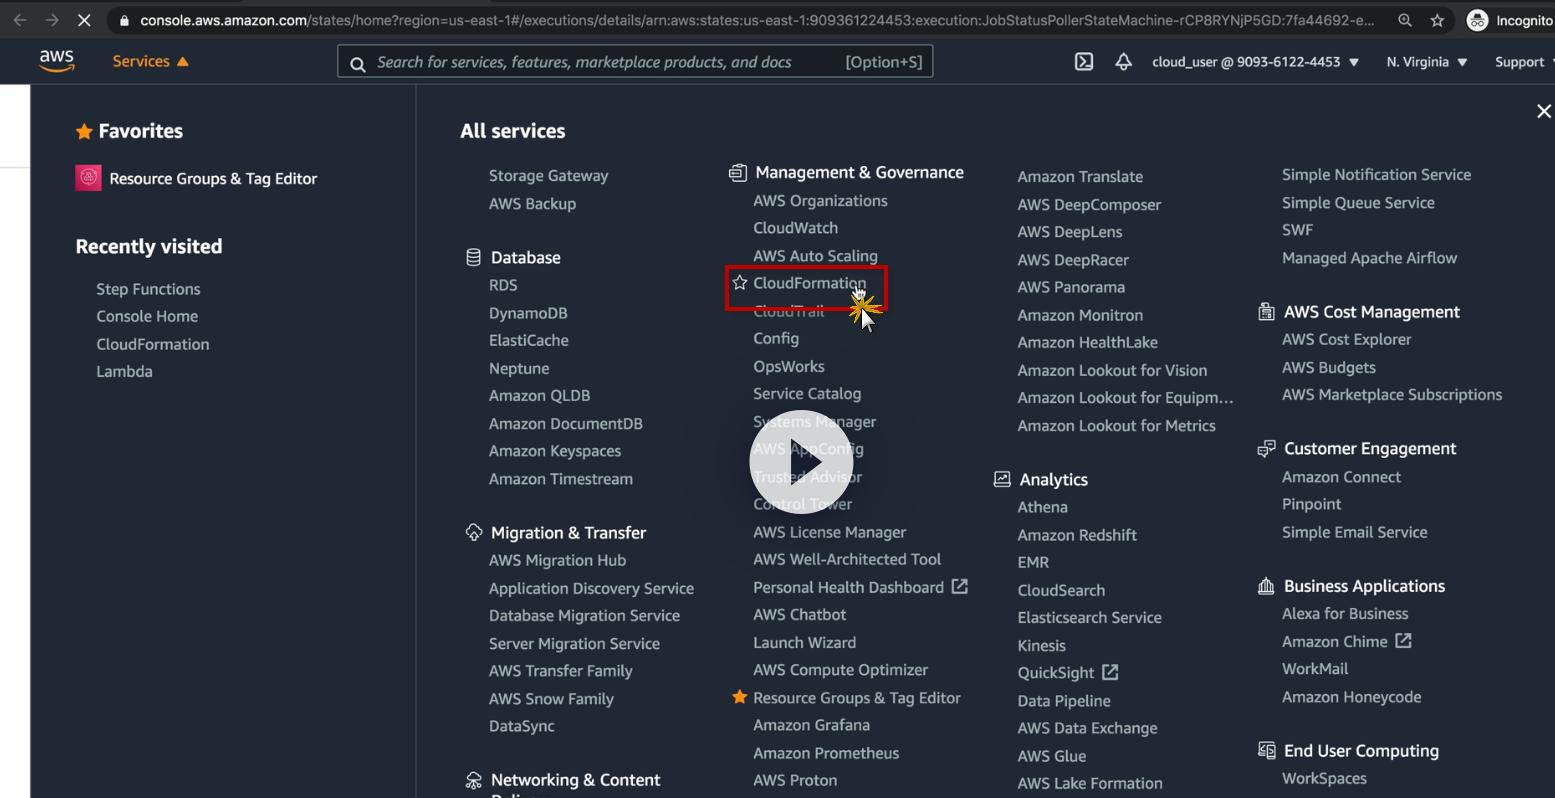 console.aws.amazon.com/states/home?region=us-east-1#/executions/details/arn:aws:states:us-east-1:909361224453:execution:JobStatusPollerStateMachine-rCP8RYNjP5GD:7fa44692-e...
Incognito
aws
Services
Search for services, features, marketplace products, and docs
[Option+S]
cloud_user @ 9093-6122-4453
N. Virginia
Support
Favorites
Resource Groups & Tag Editor
Recently visited
Step Functions
Console Home
CloudFormation
Lambda
All services
Storage Gateway
AWS Backup
Database
RDS
DynamoDB
ElastiCache
Neptune
Amazon QLDB
Amazon DocumentDB
Amazon Keyspaces
Amazon Timestream
Migration & Transfer
AWS Migration Hub
Application Discovery Service
Database Migration Service
Server Migration Service
AWS Transfer Family
AWS Snow Family
DataSync
Networking & Content
Management & Governance
AWS Organizations
CloudWatch
AWS Auto Scaling
CloudFormation
CloudTrail
Config
OpsWorks
Service Catalog
Systems Manager
AWS AppConfig
Trusted Advisor
Control Tower
AWS License Manager
AWS Well-Architected Tool
Personal Health Dashboard
AWS Chatbot
Launch Wizard
AWS Compute Optimizer
Resource Groups & Tag Editor
Amazon Grafana
Amazon Prometheus
AWS Proton
Amazon Translate
AWS DeepComposer
AWS DeepLens
AWS DeepRacer
AWS Panorama
Amazon Monitron
Amazon HealthLake
Amazon Lookout for Vision
Amazon Lookout for Equipm...
Amazon Lookout for Metrics
Analytics
Athena
Amazon Redshift
EMR
CloudSearch
Elasticsearch Service
Kinesis
QuickSight
Data Pipeline
AWS Data Exchange
AWS Glue
AWS Lake Formation
Simple Notification Service
Simple Queue Service
SWF
Managed Apache Airflow
AWS Cost Management
AWS Cost Explorer
AWS Budgets
AWS Marketplace Subscriptions
Customer Engagement
Amazon Connect
Pinpoint
Simple Email Service
Business Applications
Alexa for Business
Amazon Chime
WorkMail
Amazon Honeycode
End User Computing
WorkSpaces